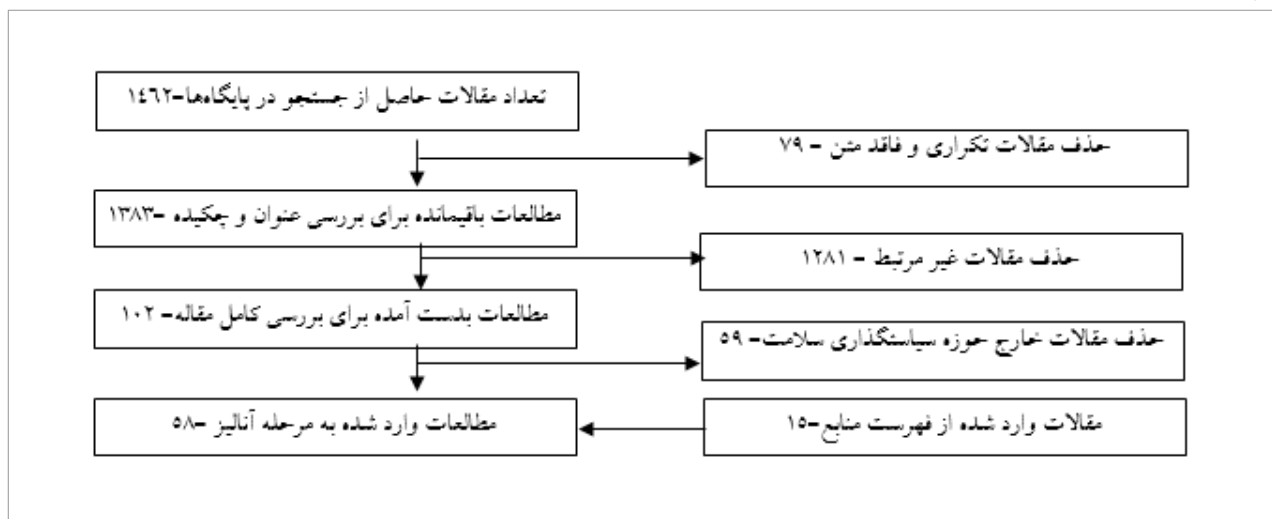 تعداد مقالات حاصل از جستجو در پایگاه‌ها-۱٤٦۲
حذف مقالات تکراری و فاقد متن - ۷۹
مطالعات باقیمانده برای بررسی عنوان و چکیده -۱۳۸۳
حذف مقالات غیر مرتبط - ۱۲۸۱
مطالعات بدست آمده برای بررسی کامل مقاله- ۱۰۲
حذف مقالات خارج حوزه سیاستگذاری سلامت- ۵۹
مقالات وارد شده از فهرست منابع-۱۵
مطالعات وارد شده به مرحله آنالیز -۵۸